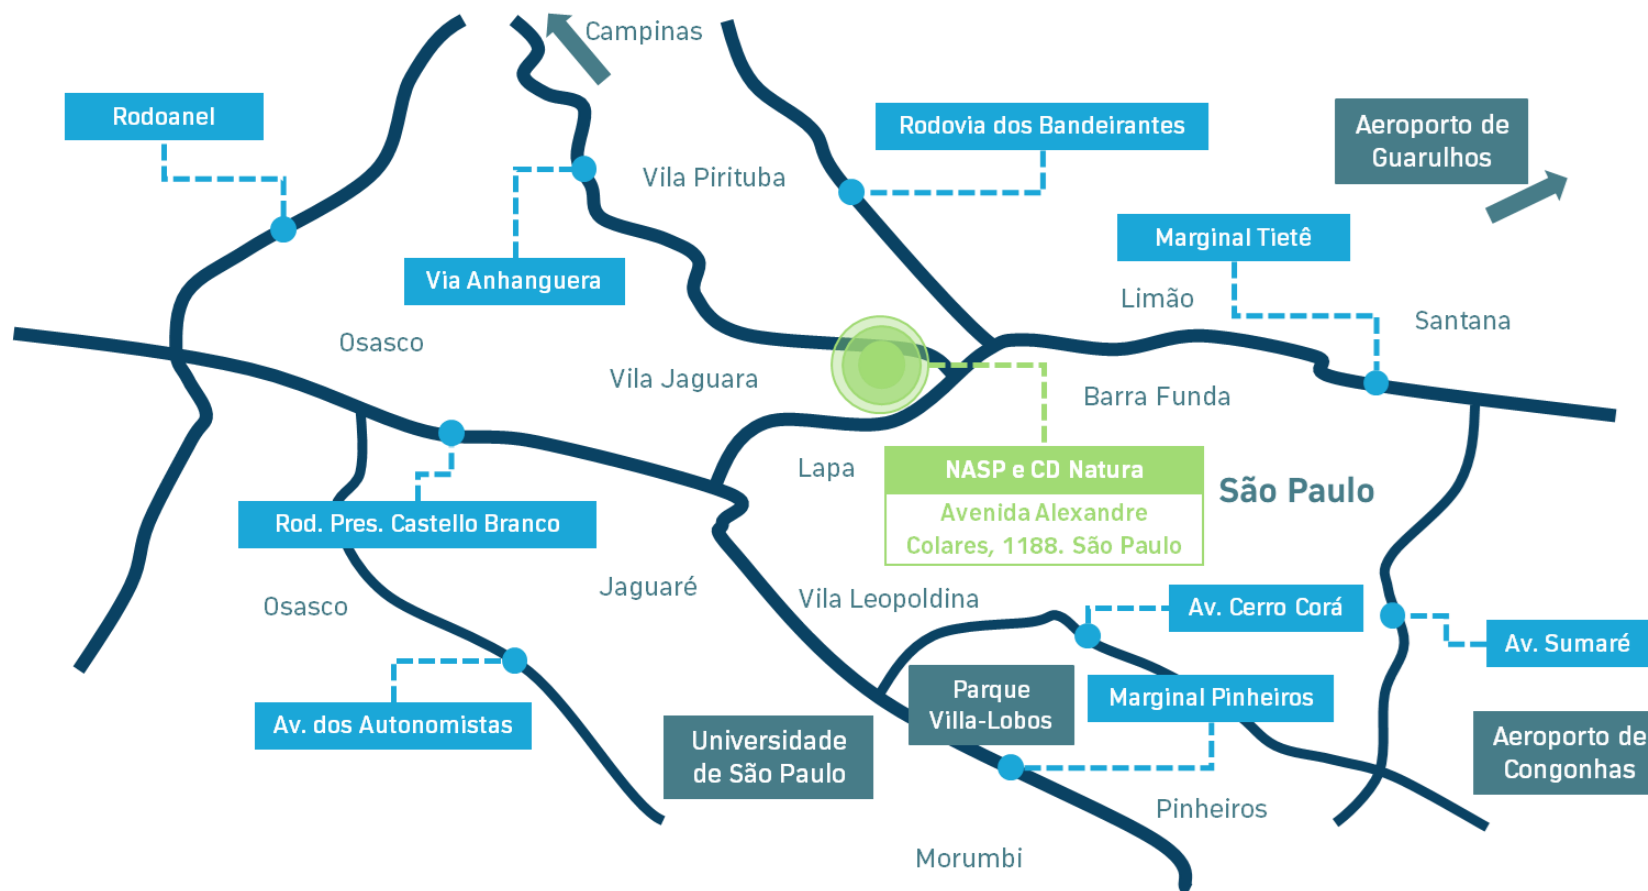 Campinas
Rodoanel
Rodovia dos Bandeirantes
Aeroporto de
Guarulhos
Vila Pirituba
Marginal Tietê
Via Anhanguera
Limão
Santana
Osasco
Vila Jaguara
Barra Funda
Lapa
NASP e CD Natura
Avenida Alexandre
Colares, 1188. São Paulo
São Paulo
Rod. Pres. Castello Branco
Jaguaré
Vila Leopoldina
Osasco
Av. Cerro Corá
Av. Sumaré
Parque
Villa-Lobos
Marginal Pinheiros
Av. dos Autonomistas
Universidade
de São Paulo
Aeroporto de
Congonhas
Pinheiros
Morumbi